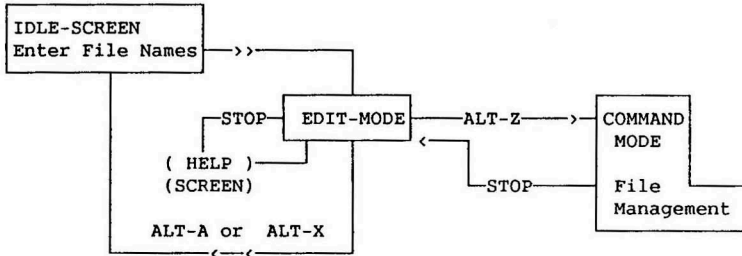 IDLE-SCREEN
Enter File Names
>>
STOP
EDIT-MODE
ALT-Z
>
COMMAND
MODE
<
( HELP )
(SCREEN)
STOP
File
Management
ALT-A or ALT-X
< <